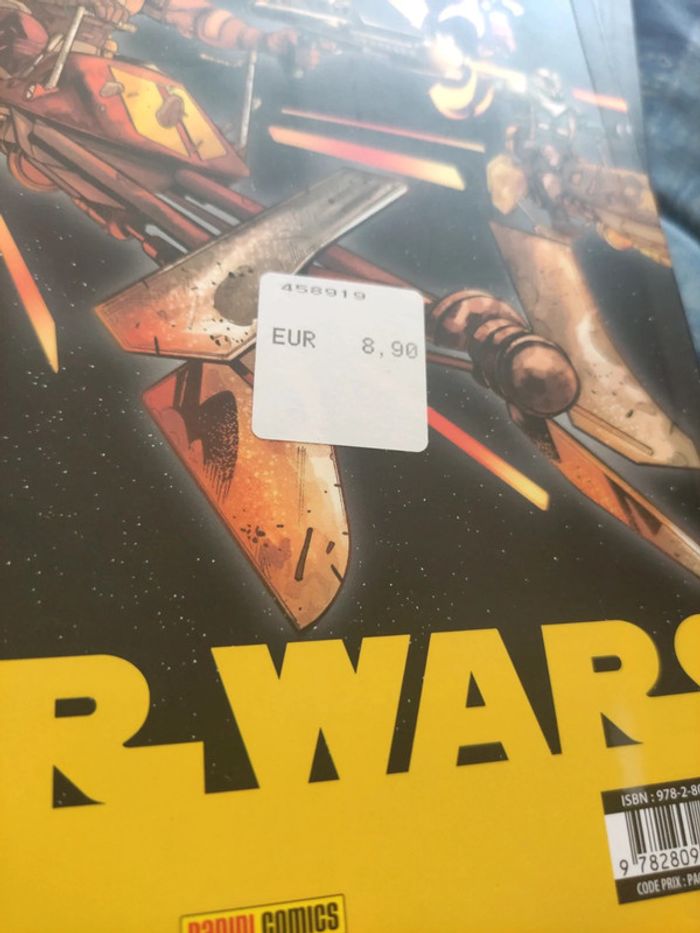 458919
EUR 8,90
R WARS
ISBN : 978-2-80
9 782809
CODE PRIX : PA
PANINI COMICS